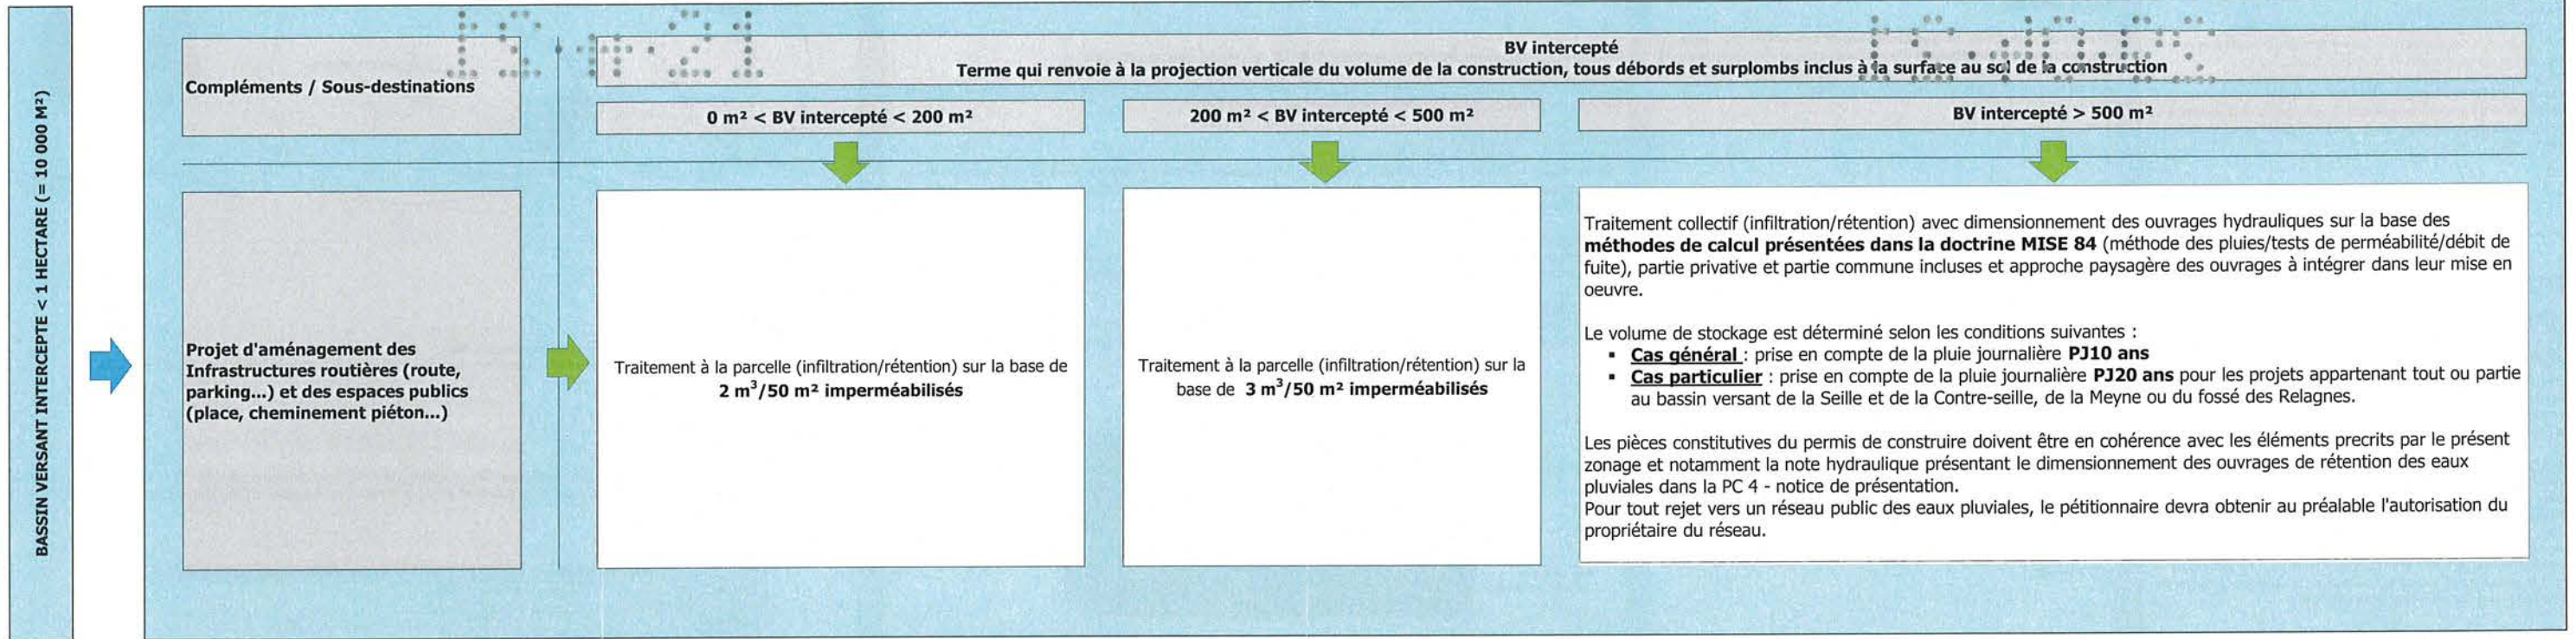 BASSIN VERSANT INTERCEPTE < 1 HECTARE (= 10 000 M²)
Compléments / Sous-destinations
BV intercepté
Terme qui renvoie à la projection verticale du volume de la construction, tous débords et surplombs inclus à la surface au sol de la construction
0 m² < BV intercepté < 200 m²
200 m² < BV intercepté < 500 m²
BV intercepté > 500 m²
Projet d'aménagement des
Infrastructures routières (route,
parking...) et des espaces publics
(place, cheminement piéton...)
Traitement à la parcelle (infiltration/rétention) sur la base de
2 m³/50 m² imperméabilisés
Traitement à la parcelle (infiltration/rétention) sur la
base de 3 m³/50 m² imperméabilisés
Traitement collectif (infiltration/rétention) avec dimensionnement des ouvrages hydrauliques sur la base des
méthodes de calcul présentées dans la doctrine MISE 84 (méthode des pluies/tests de perméabilité/débit de
fuite), partie privative et partie commune incluses et approche paysagère des ouvrages à intégrer dans leur mise en
oeuvre.
Le volume de stockage est déterminé selon les conditions suivantes :
▪ Cas général : prise en compte de la pluie journalière PJ10 ans
▪ Cas particulier : prise en compte de la pluie journalière PJ20 ans pour les projets appartenant tout ou partie
au bassin versant de la Seille et de la Contre-seille, de la Meyne ou du fossé des Relagnes.
Les pièces constitutives du permis de construire doivent être en cohérence avec les éléments precrits par le présent
zonage et notamment la note hydraulique présentant le dimensionnement des ouvrages de rétention des eaux
pluviales dans la PC 4 - notice de présentation.
Pour tout rejet vers un réseau public des eaux pluviales, le pétitionnaire devra obtenir au préalable l'autorisation du
propriétaire du réseau.